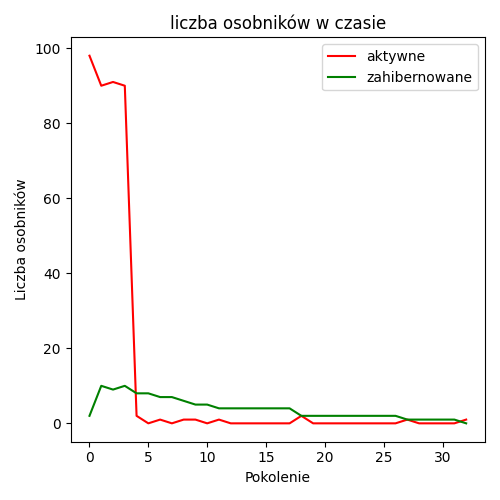 liczba osobników w czasie
aktywne
zahibernowane
Liczba osobników
100
80
60
40
20
0
0 5 10 15 20 25 30
Pokolenie